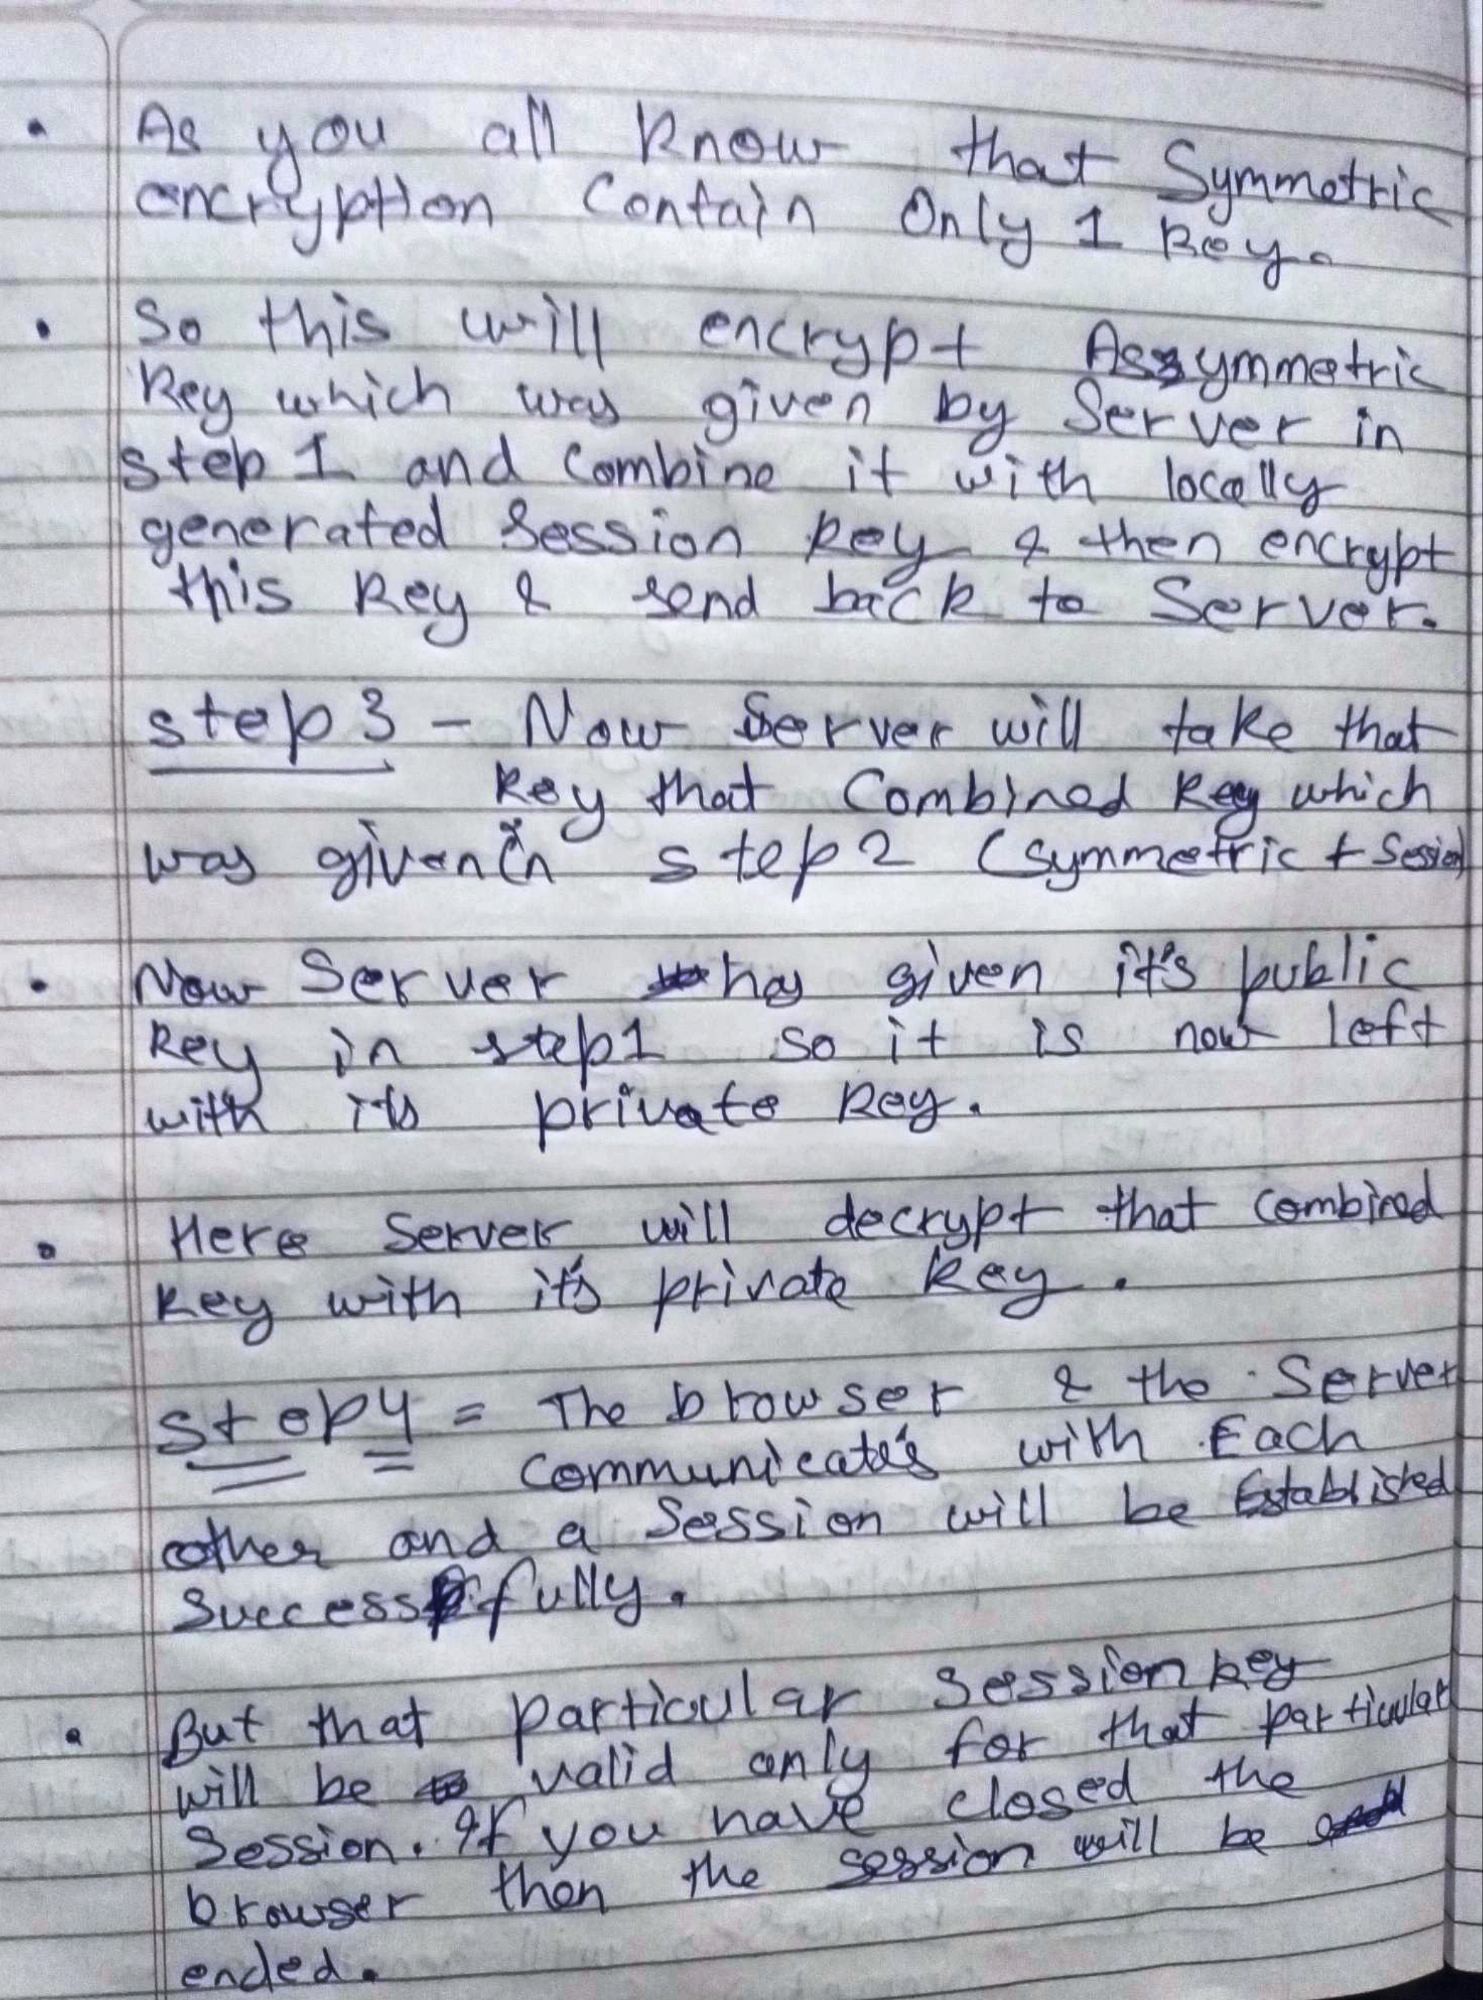 • As you all know that Symmetric
encryption Contain Only 1 key.
• So this will encrypt Assymmetric
key which was given by Server in
step 1 and combine it with locally
generated Session key & then encrypt
this key & send back to Server.
step 3 - Now Server will take that
key that Combined key which
was given in step 2 (symmetric + Session)
• Now Server has given it's public
key in step1 so it is now left
with its private key.
• Here Server will decrypt that combined
key with it's private key.
step 4 = The browser & the Server
communicate's with Each
other and a Session will be Established
Successfully.
• But that particular Session key
will be valid only for that particular
Session. If you have closed the
browser then the session will be
ended.